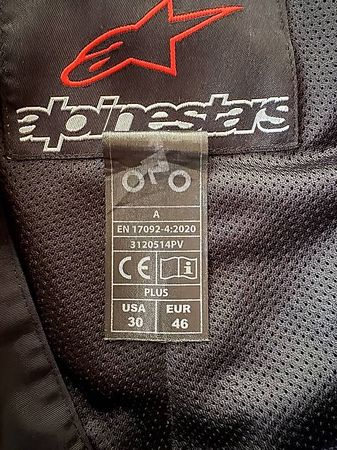 alpinestars
A
EN 17092-4:2020
3120514PV
CE i
PLUS
USA EUR
30 46